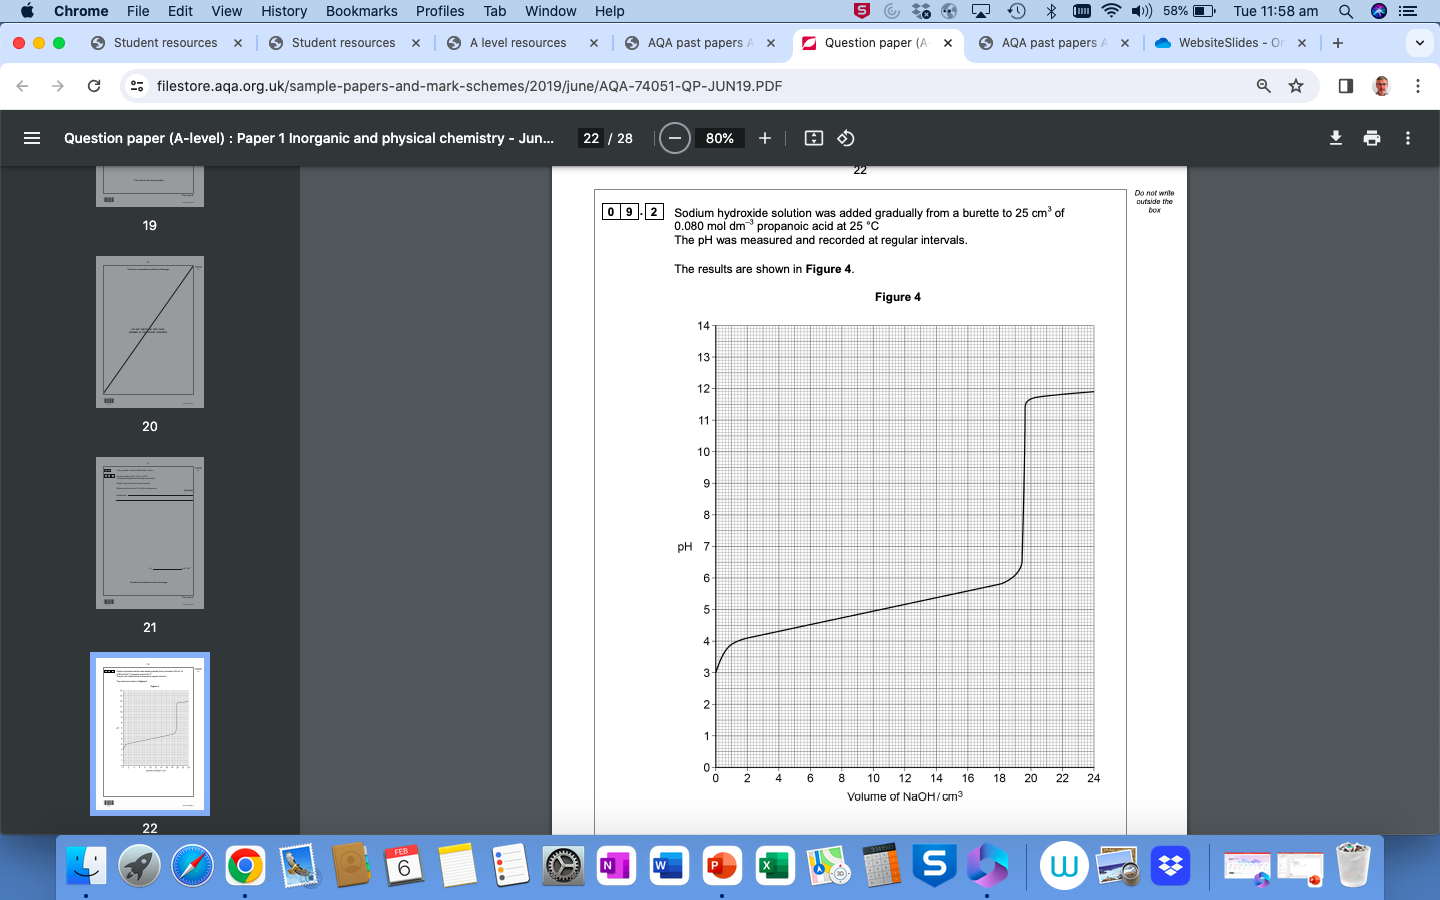 Chrome File Edit View History Bookmarks Profiles Tab Window Help 58% Tue 11:58 am
Student resources Student resources A level resources AQA past papers A Question paper (A- AQA past papers A WebsiteSlides - Or
filestore.aqa.org.uk/sample-papers-and-mark-schemes/2019/june/AQA-74051-QP-JUN19.PDF
Question paper (A-level) : Paper 1 Inorganic and physical chemistry - Jun... 22 / 28 80%
19
20
21
22
22
Do not write
outside the
box
0 9 . 2 Sodium hydroxide solution was added gradually from a burette to 25 cm³ of
0.080 mol dm⁻³ propanoic acid at 25 °C
The pH was measured and recorded at regular intervals.
The results are shown in Figure 4.
Figure 4
14
13
12
11
10
9
8
pH 7
6
5
4
3
2
1
0
0 2 4 6 8 10 12 14 16 18 20 22 24
Volume of NaOH / cm³
FEB
6